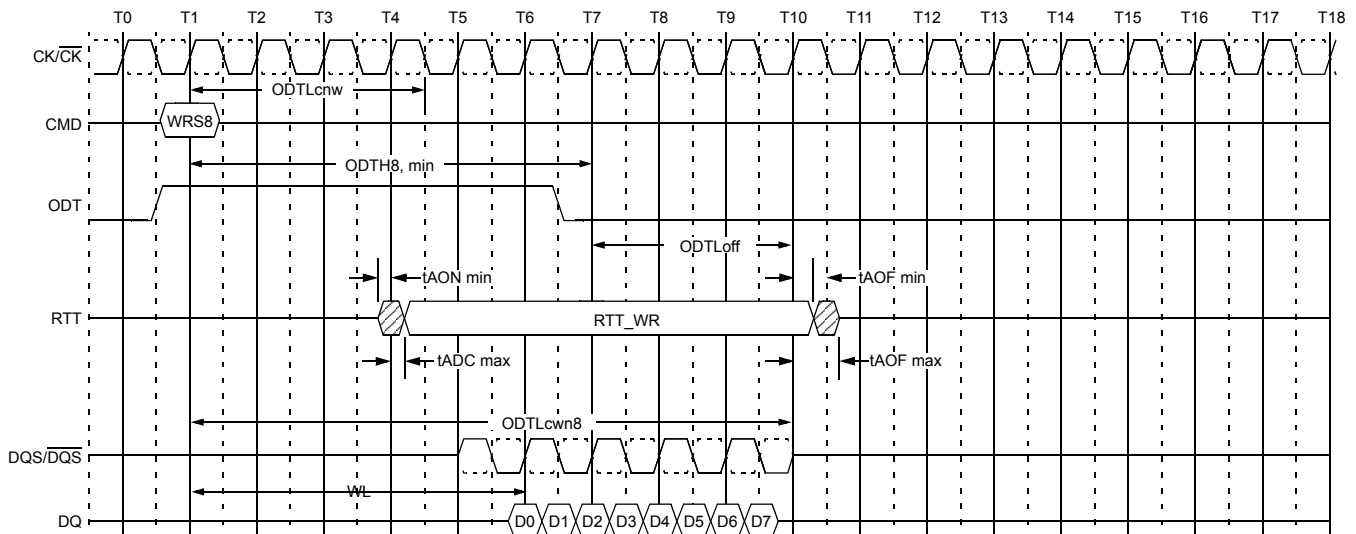 T0 T1 T2 T3 T4 T5 T6 T7 T8 T9 T10 T11 T12 T13 T14 T15 T16 T17 T18
CK/CK
ODTLcnw
CMD WRS8
ODTH8, min
ODT
ODTLoff
tAON min tAOF min
RTT RTT_WR
tADC max tAOF max
ODTLcwn8
DQS/DQS
WL
DQ D0 D1 D2 D3 D4 D5 D6 D7